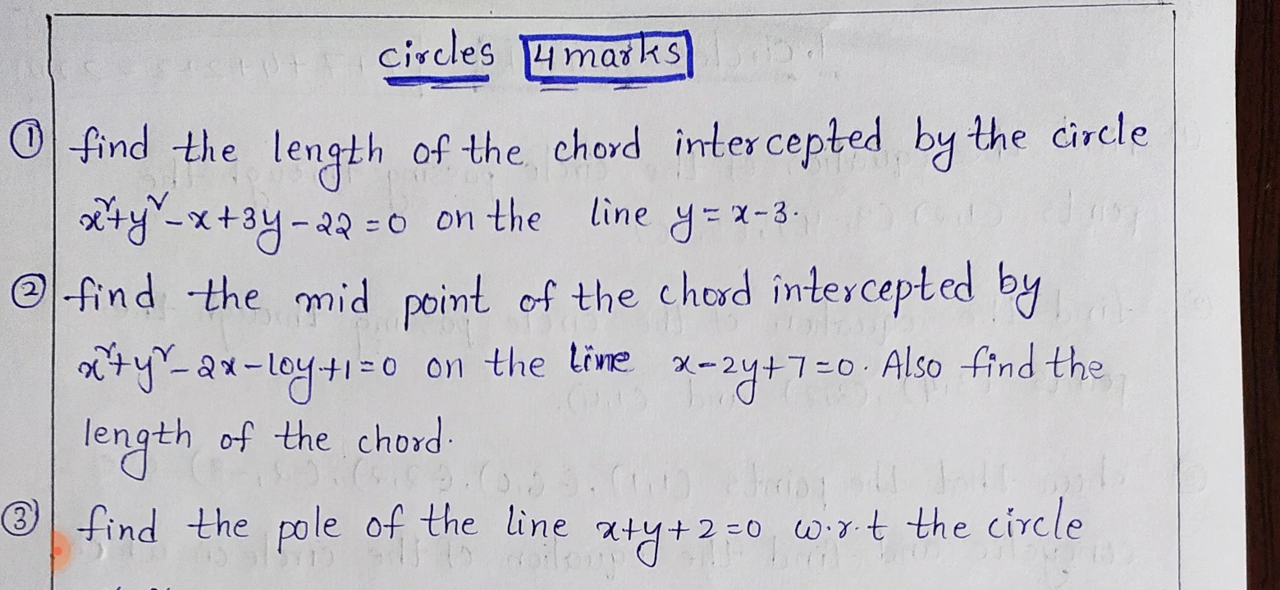 circles 4 marks
① find the length of the chord intercepted by the circle
x²+y²-x+3y-22=0 on the line y=x-3.
② find the mid point of the chord intercepted by
x²+y²-2x-10y+1=0 on the line x-2y+7=0. Also find the
length of the chord.
③ find the pole of the line x+y+2=0 w.r.t the circle